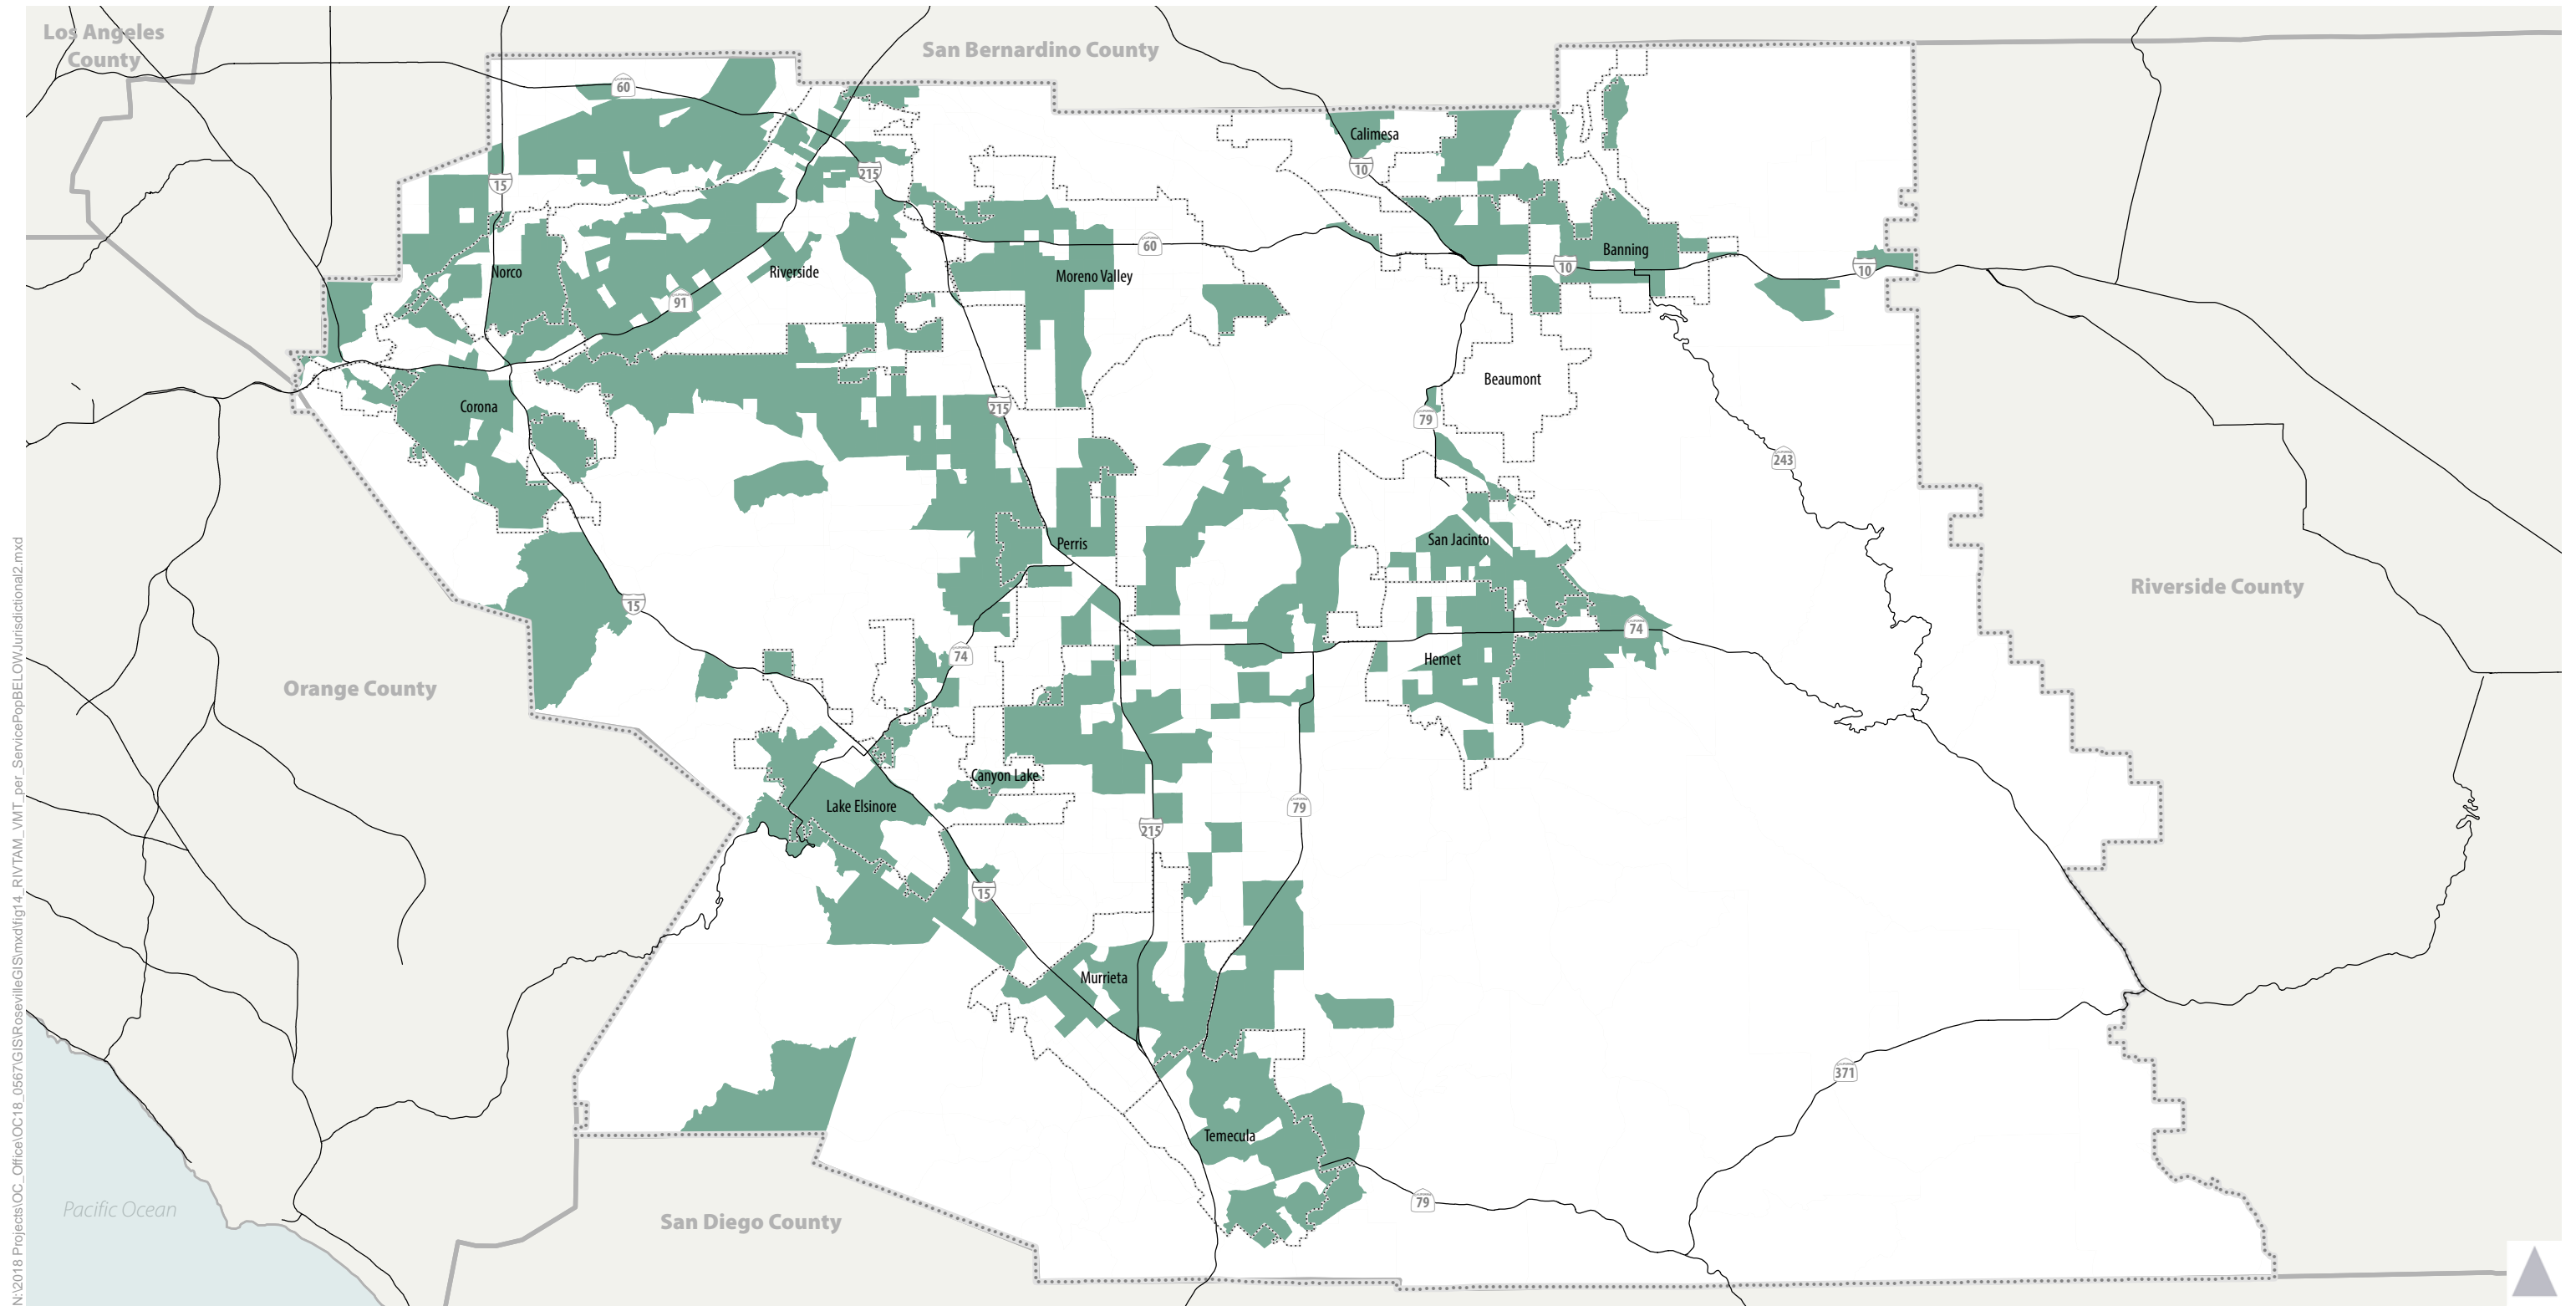 Los Angeles
County
San Bernardino County
60
Calimesa
10
215
15
60
Banning
10
10
Norco
Riverside
Moreno Valley
91
Beaumont
Corona
215
79
243
San Jacinto
Perris
Riverside County
15
74
74
Hemet
Orange County
Canyon Lake
Lake Elsinore
79
215
15
Murrieta
371
Temecula
79
Pacific Ocean
San Diego County
N:\2018 Projects\OC_Office\OC18_0567\GIS\RosevilleGIS\mxd\fig14_RIVTAM_VMT_per_ServicePopBELOWJurisdictional2.mxd